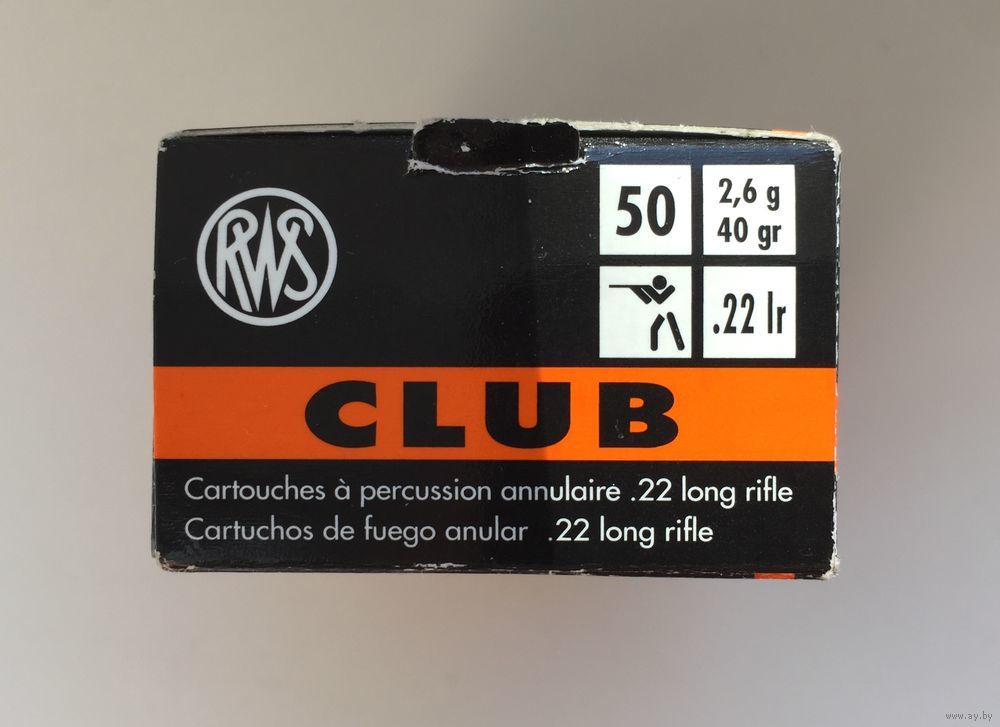 RWS
50
2,6 g
40 gr
.22 lr
CLUB
Cartouches à percussion annulaire .22 long rifle
Cartuchos de fuego anular .22 long rifle
www.ay.by